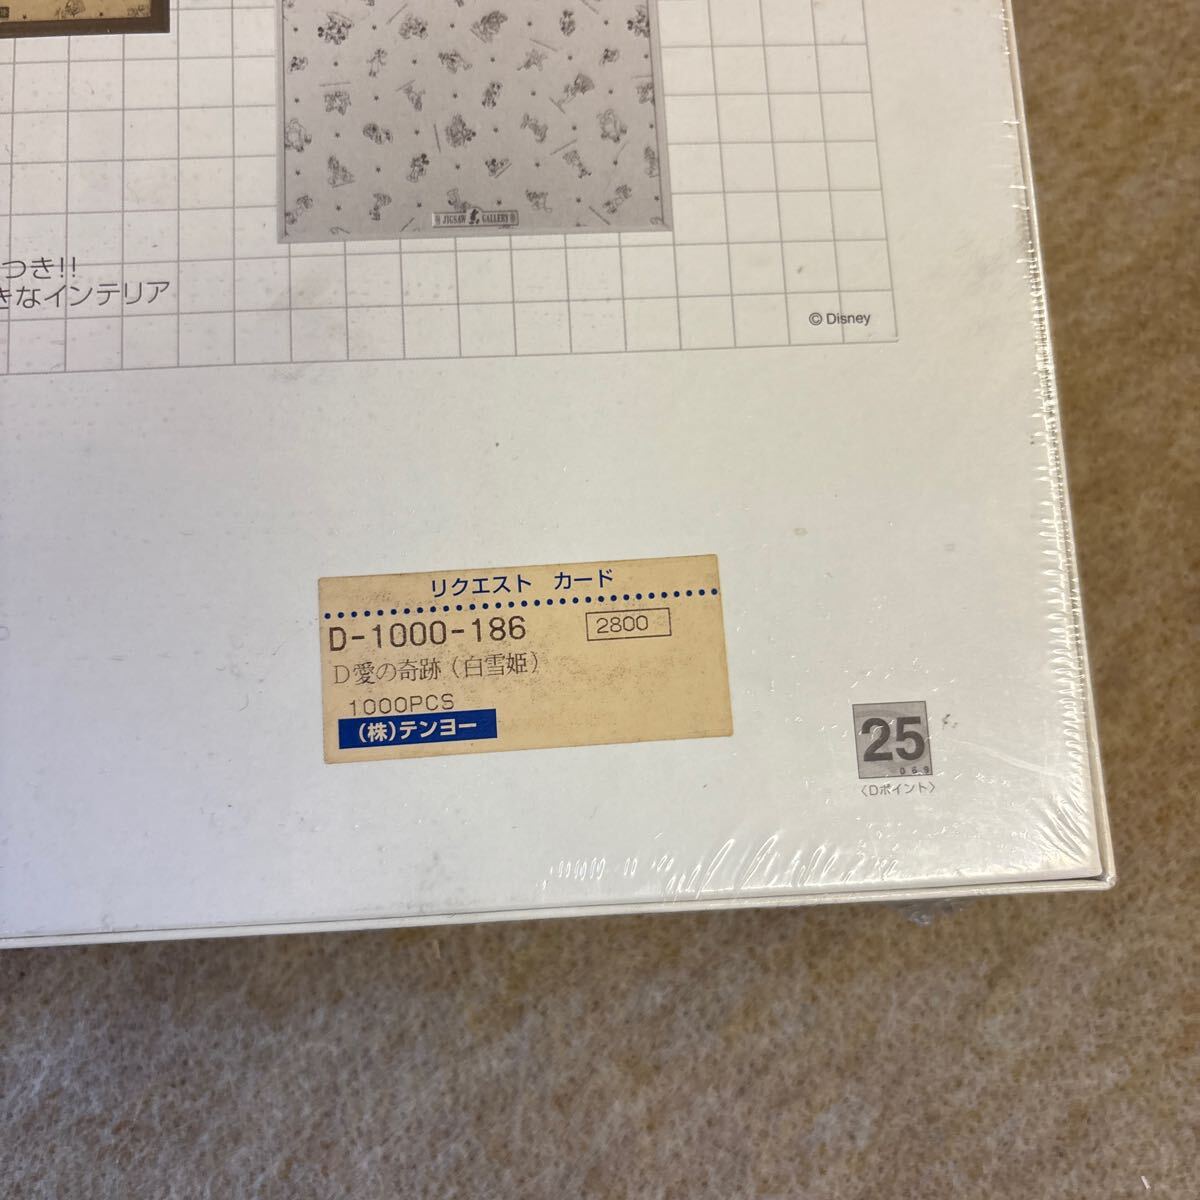 JIGSAW GALLERY
つき!!
きなインテリア
© Disney
リクエスト カード
D-1000-186
2800
D愛の奇跡(白雪姫)
1000PCS
(株)テンヨー
25
069
〈Dポイント〉